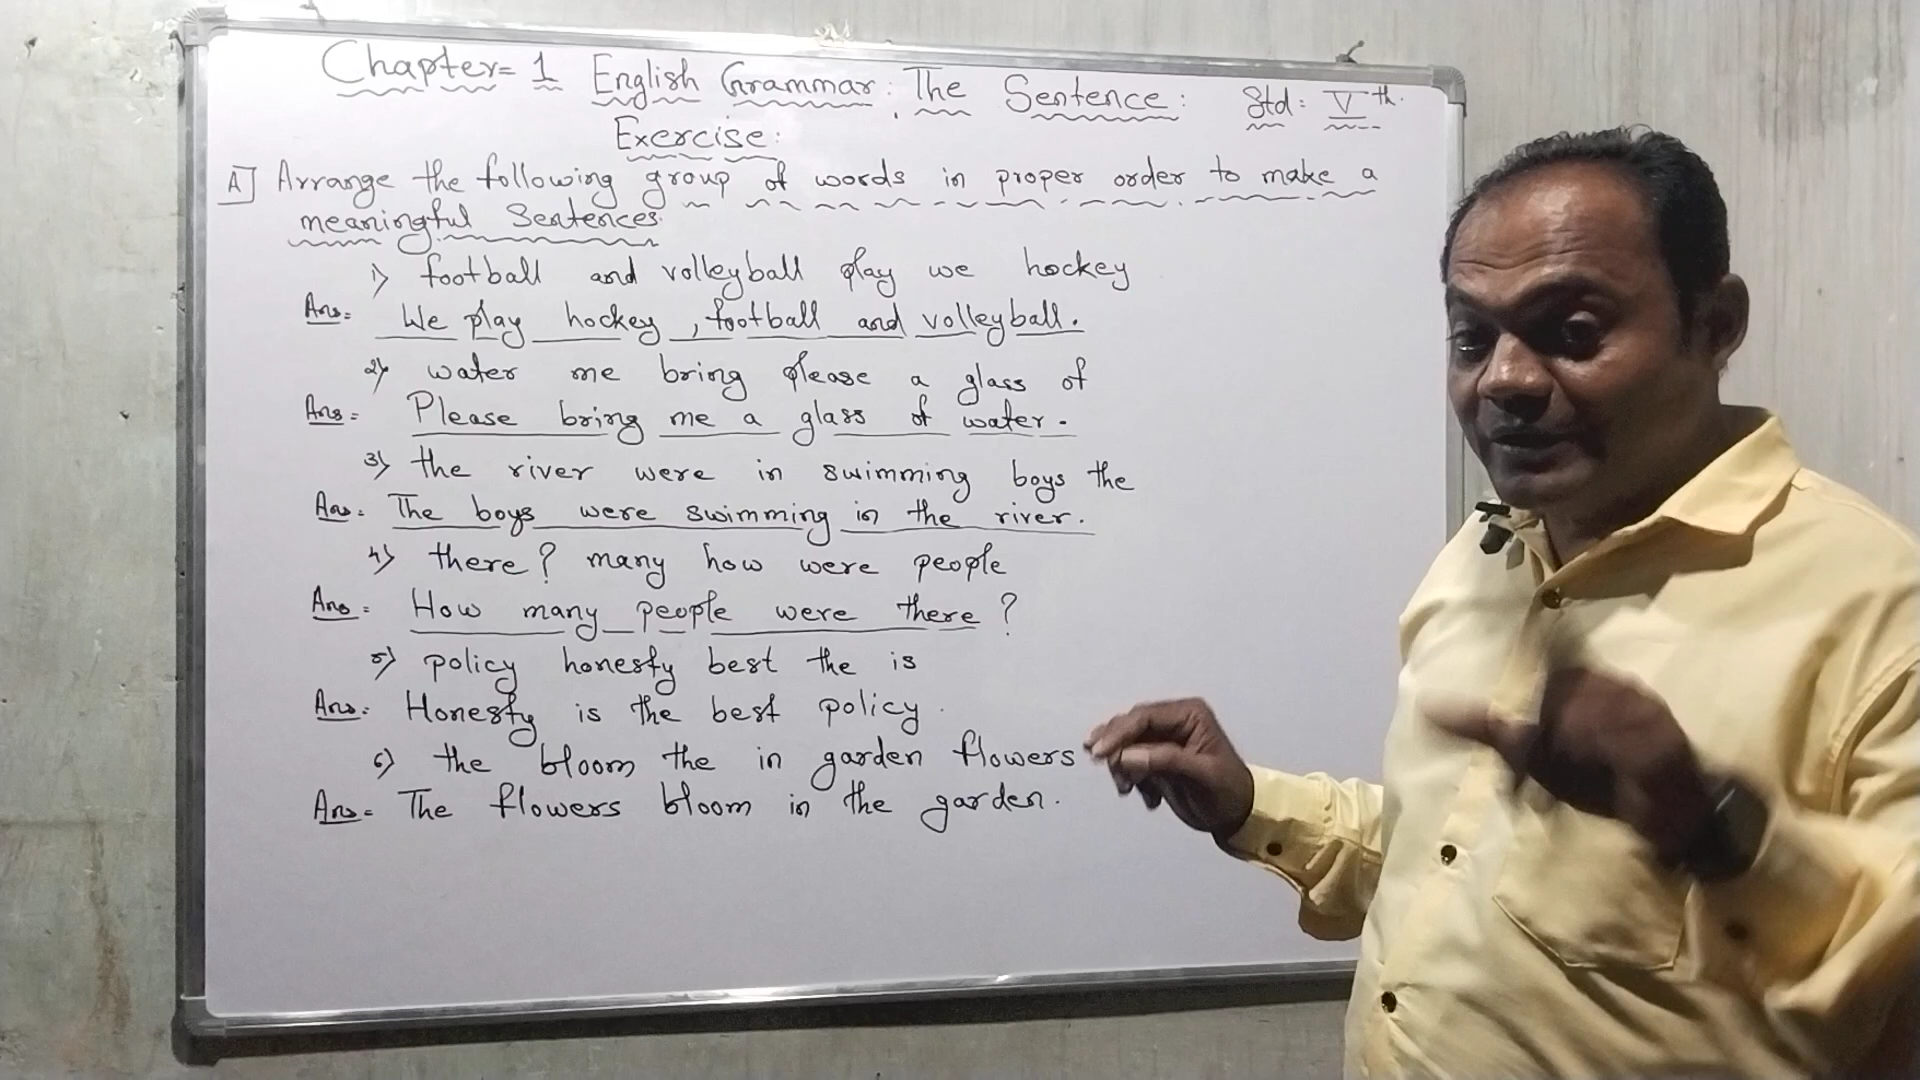 Chapter= 1 English Grammar: The Sentence: Std: Vth.
Exercise:
A] Arrange the following group of words in proper order to make a
meaningful Sentences.
1) football and volleyball play we hockey
Ans= We play hockey, football and volleyball.
2) water me bring please a glass of
Ans= Please bring me a glass of water.
3) the river were in swimming boys the
Ans. The boys were swimming in the river.
4) there? many how were people
Ans= How many people were there?
5) policy honesty best the is
Ans. Honesty is the best policy.
6) the bloom the in garden flowers
Ans= The flowers bloom in the garden.